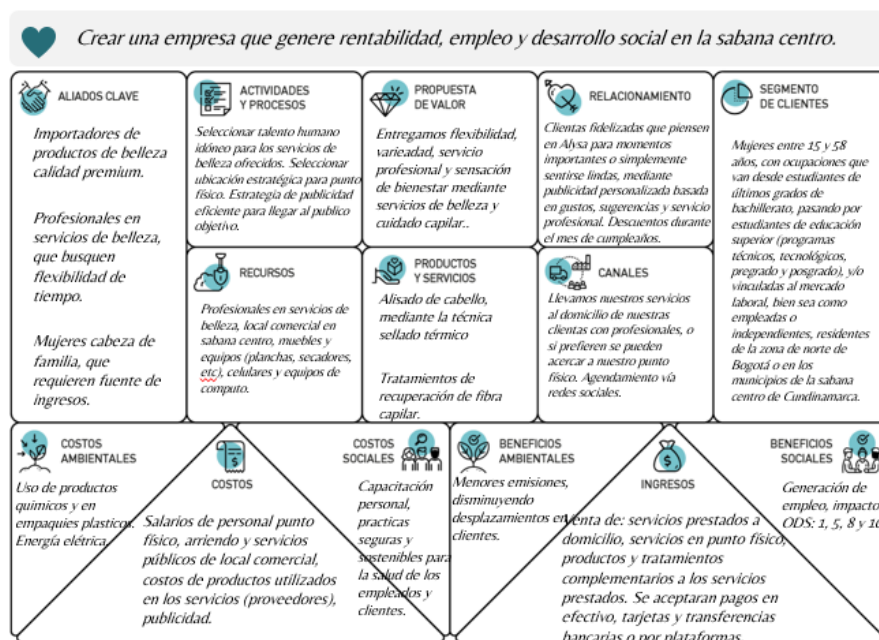 Crear una empresa que genere rentabilidad, empleo y desarrollo social en la sabana centro.
ALIADOS CLAVE
Importadores de
productos de belleza
calidad premium.
Profesionales en
servicios de belleza,
que busquen
flexibilidad de
tiempo.
Mujeres cabeza de
familia, que
requieren fuente de
ingresos.
ACTIVIDADES
Y PROCESOS
Seleccionar talento humano
idóneo para los servicios de
belleza ofrecidos. Seleccionar
ubicación estratégica para punto
físico. Estrategia de publicidad
eficiente para llegar al publico
objetivo.
RECURSOS
Profesionales en servicios de
belleza, local comercial en
sabana centro, muebles y
equipos (planchas, secadores,
etc), celulares y equipos de
computo.
PROPUESTA
DE VALOR
Entregamos flexibilidad,
varieadad, servicio
profesional y sensación
de bienestar mediante
servicios de belleza y
cuidado capilar..
PRODUCTOS
Y SERVICIOS
Alisado de cabello,
mediante la técnica
sellado térmico
Tratamientos de
recuperación de fibra
capilar.
RELACIONAMIENTO
Clientas fidelizadas que piensen
en Alysa para momentos
importantes o simplemente
sentirse lindas, mediante
publicidad personalizada basada
en gustos, sugerencias y servicio
profesional. Descuentos durante
el mes de cumpleaños.
CANALES
Llevamos nuestros servicios
al domicilio de nuestras
clientas con profesionales, o
si prefieren se pueden
acercar a nuestro punto
físico. Agendamiento vía
redes sociales.
SEGMENTO
DE CLIENTES
Mujeres entre 15 y 58
años, con ocupaciones que
van desde estudiantes de
últimos grados de
bachillerato, pasando por
estudiantes de educación
superior (programas
técnicos, tecnológicos,
pregrado y posgrado), y/o
vinculadas al mercado
laboral, bien sea como
empleadas o
independientes, residentes
de la zona de norte de
Bogotá o en los
municipios de la sabana
centro de Cundinamarca.
COSTOS
AMBIENTALES
Uso de productos
químicos y en
empaquies plasticos.
Energía elétrica.
COSTOS
Salarios de personal punto
físico, arriendo y servicios
públicos de local comercial,
costos de productos utilizados
en los servicios (proveedores),
publicidad.
COSTOS
SOCIALES
Capacitación
personal,
practicas
seguras y
sostenibles para
la salud de los
empleados y
clientes.
BENEFICIOS
AMBIENTALES
Menores emisiones,
disminuyendo
desplazamientos en
clientes.
INGRESOS
Venta de: servicios prestados a
domicilio, servicios en punto físico,
productos y tratamientos
complementarios a los servicios
prestados. Se aceptaran pagos en
efectivo, tarjetas y transferencias
bancarias o por plataformas
BENEFICIOS
SOCIALES
Generación de
empleo, impacto
ODS: 1, 5, 8 y